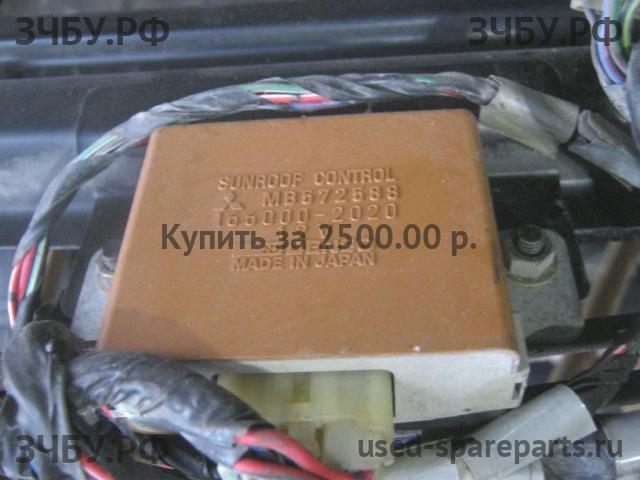 ЗЧБУ.РФ ЗЧБУ.РФ
SUNROOF CONTROL
MB572588
T66000-2020
Купить за 2500.00 р.
MADE IN JAPAN
ЗЧБУ.РФ used-spareparts.ru